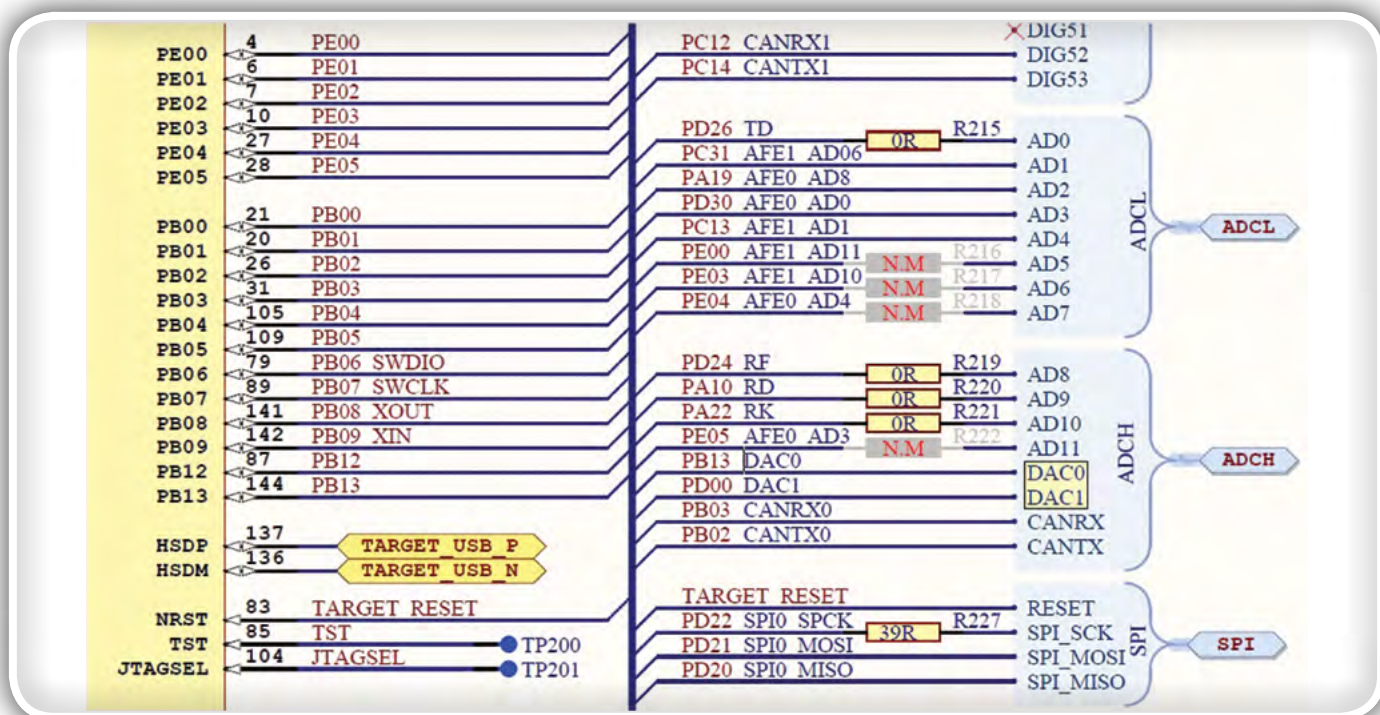 PE00 4 PE00
PE01 6 PE01
PE02 7 PE02
PE03 10 PE03
PE04 27 PE04
PE05 28 PE05
PB00 21 PB00
PB01 20 PB01
PB02 26 PB02
PB03 31 PB03
PB04 105 PB04
PB05 109 PB05
PB06 79 PB06 SWDIO
PB07 89 PB07 SWCLK
PB08 141 PB08 XOUT
PB09 142 PB09 XIN
PB12 87 PB12
PB13 144 PB13
HSDP 137 TARGET_USB_P
HSDM 136 TARGET_USB_N
NRST 83 TARGET RESET
TST 85 TST TP200
JTAGSEL 104 JTAGSEL TP201
DIG51
PC12 CANRX1 DIG52
PC14 CANTX1 DIG53
PD26 TD 0R R215 AD0
PC31 AFE1 AD06 AD1
PA19 AFE0 AD8 AD2
PD30 AFE0 AD0 AD3
PC13 AFE1 AD1 AD4
PE00 AFE1 AD11 N.M R216 AD5
PE03 AFE1 AD10 N.M R217 AD6
PE04 AFE0 AD4 N.M R218 AD7
ADCL
ADCL
PD24 RF 0R R219 AD8
PA10 RD 0R R220 AD9
PA22 RK 0R R221 AD10
PE05 AFE0 AD3 N.M R222 AD11
PB13 DAC0 DAC0
PD00 DAC1 DAC1
PB03 CANRX0 CANRX
PB02 CANTX0 CANTX
ADCH
ADCH
TARGET RESET RESET
PD22 SPI0 SPCK 39R R227 SPI_SCK
PD21 SPI0 MOSI SPI_MOSI
PD20 SPI0 MISO SPI_MISO
SPI
SPI